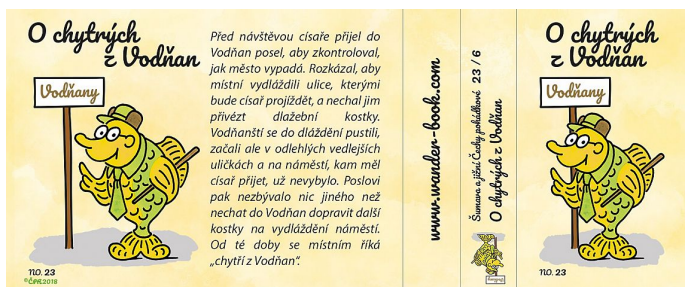 O chytrých
z Vodňan
Vodňany
no. 23
©ČPR 2018
Před návštěvou císaře přijel do
Vodňan posel, aby zkontroloval,
jak město vypadá. Rozkázal, aby
místní vydláždili ulice, kterými
bude císař projíždět, a nechal jim
přivézt dlažební kostky.
Vodňanští se do dláždění pustili,
začali ale v odlehlých vedlejších
uličkách a na náměstí, kam měl
císař přijet, už nevybylo. Poslovi
pak nezbývalo nic jiného než
nechat do Vodňan dopravit další
kostky na vydláždění náměstí.
Od té doby se místním říká
„chytří z Vodňan“.
www.wander-book.com
Šumava a jižní Čechy pohádkové 23 / 6
O chytrých z Vodňan
O chytrých
z Vodňan
Vodňany
no. 23